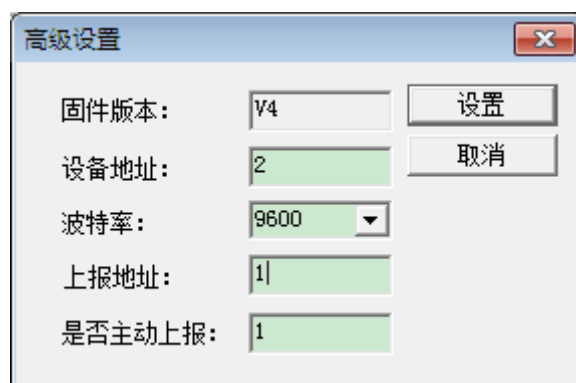 高级设置
固件版本： V4 设置
设备地址： 2 取消
波特率： 9600
上报地址： 1
是否主动上报： 1